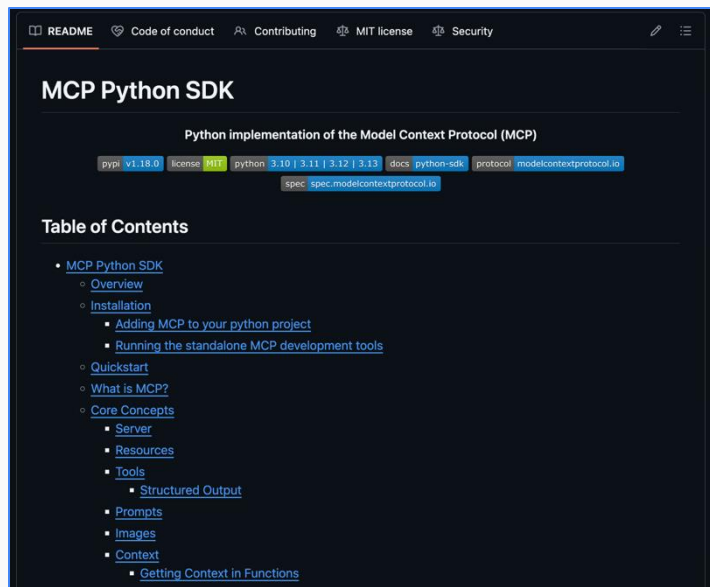 README Code of conduct Contributing MIT license Security
MCP Python SDK
Python implementation of the Model Context Protocol (MCP)
pypi v1.18.0 license MIT python 3.10 | 3.11 | 3.12 | 3.13 docs python-sdk protocol modelcontextprotocol.io
spec spec.modelcontextprotocol.io
Table of Contents
MCP Python SDK
Overview
Installation
Adding MCP to your python project
Running the standalone MCP development tools
Quickstart
What is MCP?
Core Concepts
Server
Resources
Tools
Structured Output
Prompts
Images
Context
Getting Context in Functions